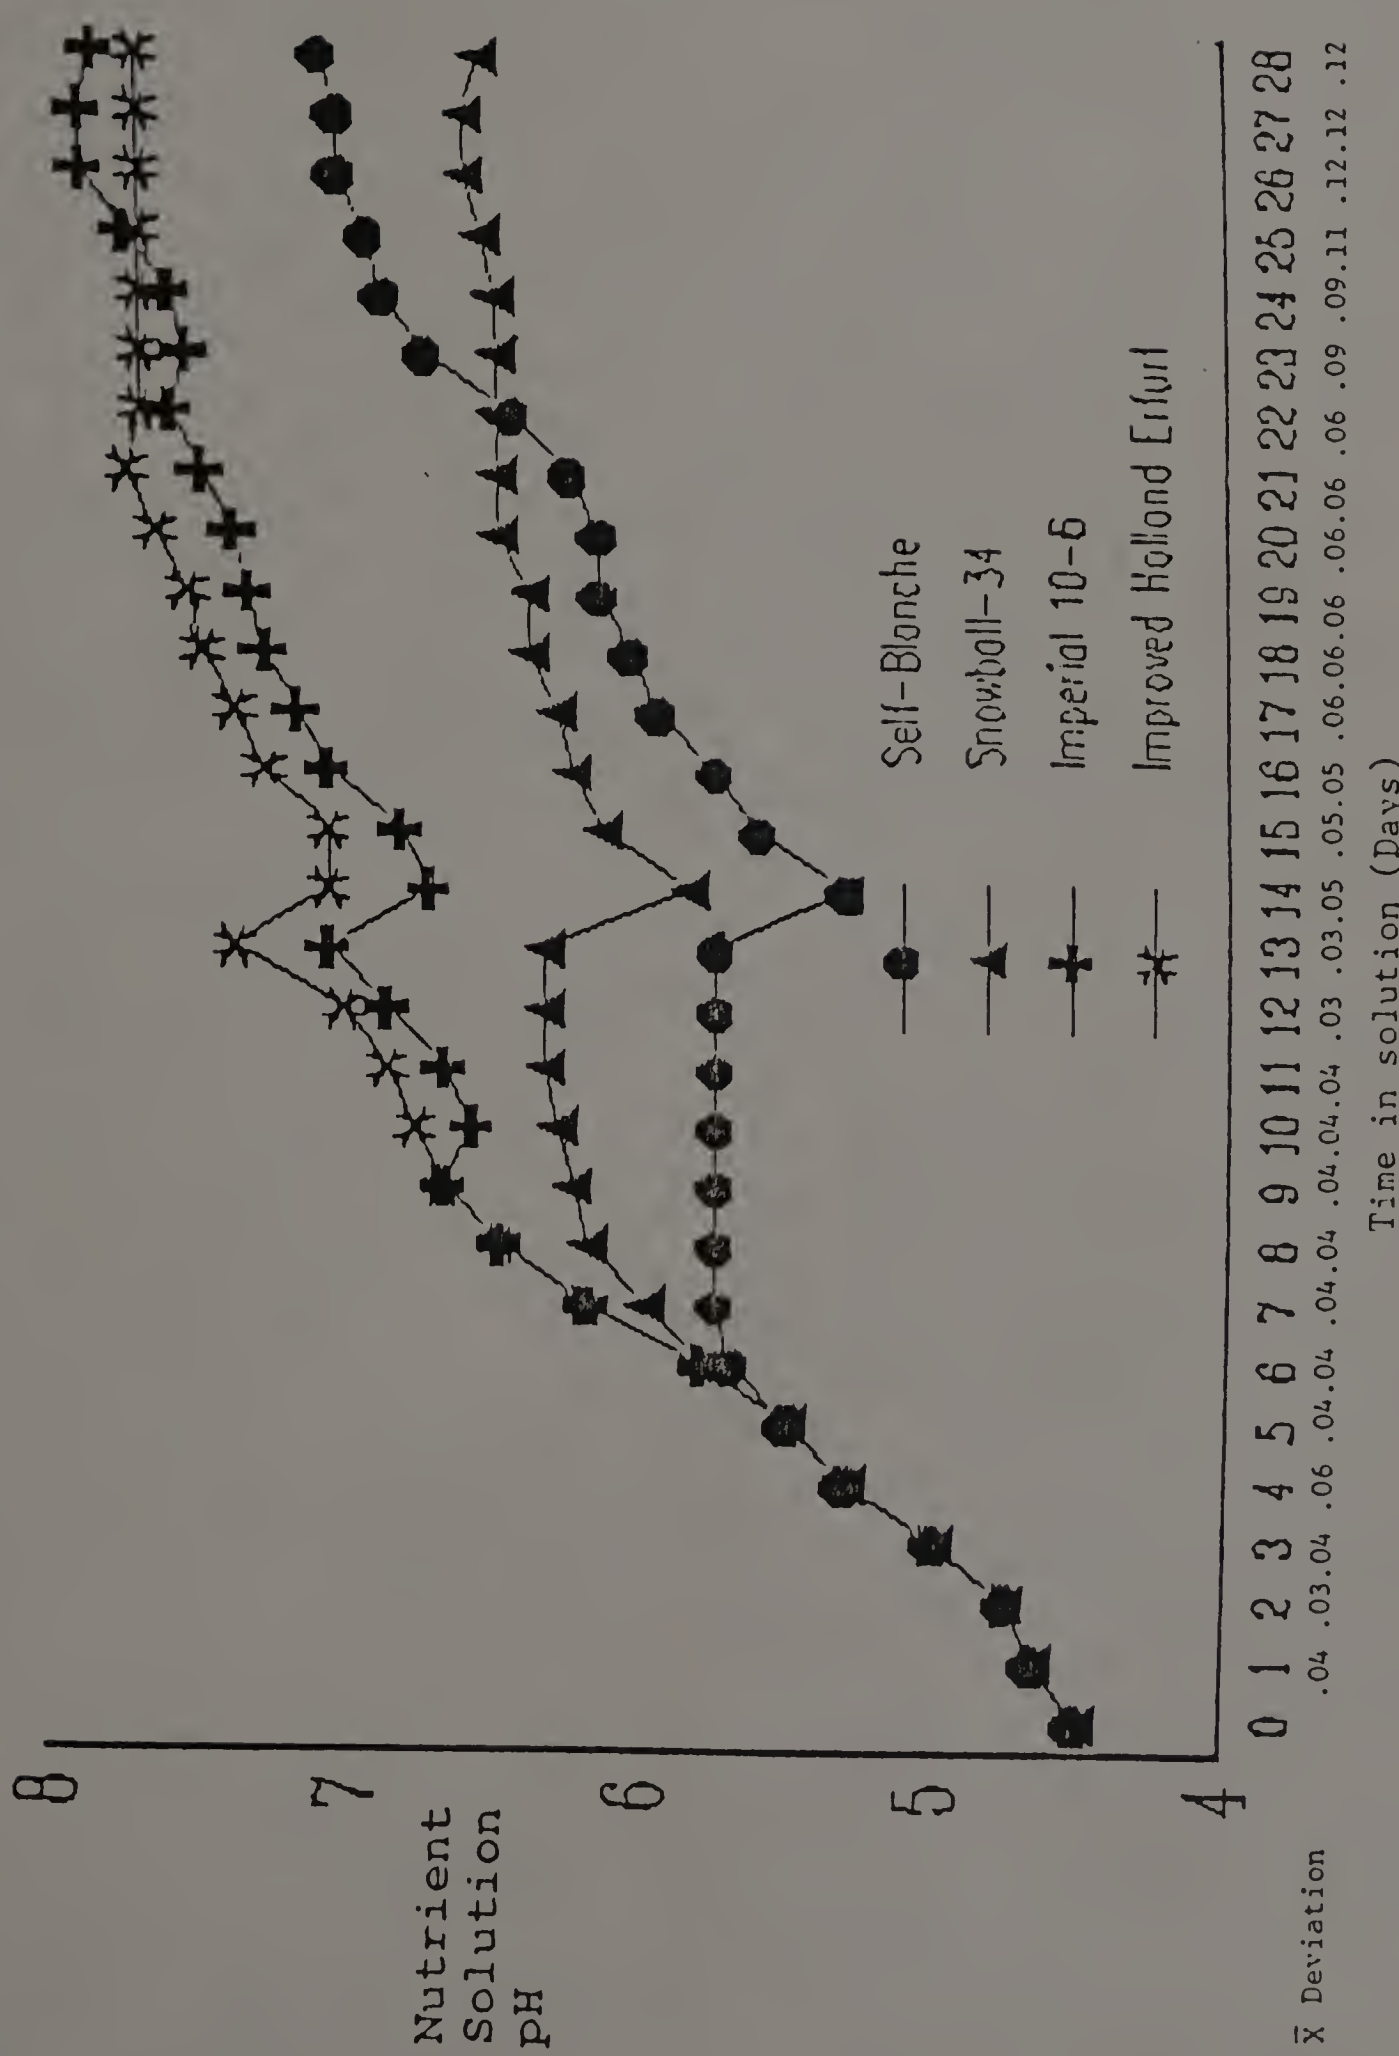 8
7
6
5
4
Nutrient
Solution
pH
Self-Blanche
Snowball-34
Imperial 10-6
Improved Holland Erfurt
0 1 2 3 4 5 6 7 8 9 10 11 12 13 14 15 16 17 18 19 20 21 22 23 24 25 26 27 28
X̄ Deviation .04 .03.04 .06 .04.04 .04.04 .04.04 .04.04.04 .03 .03.05 .05.05 .06.06.06.06 .06.06 .06 .09 .09.11 .12.12 .12
Time in solution (Days)